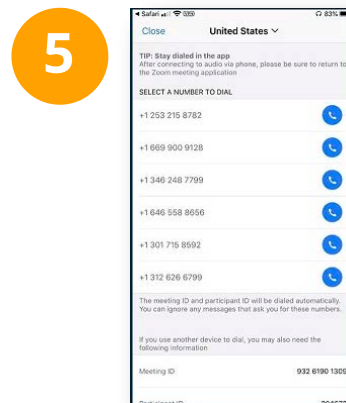 5
Safari
83%
Close United States
TIP: Stay dialed in the app
After connecting to audio via phone, please be sure to return to
the Zoom meeting application
SELECT A NUMBER TO DIAL
+1 253 215 8782
+1 669 900 9128
+1 346 248 7799
+1 646 558 8656
+1 301 715 8592
+1 312 626 6799
The meeting ID and participant ID will be dialed automatically.
You can ignore any messages that ask you for these numbers.
If you use another device to dial, you may also need the
following information
Meeting ID 932 6190 1309